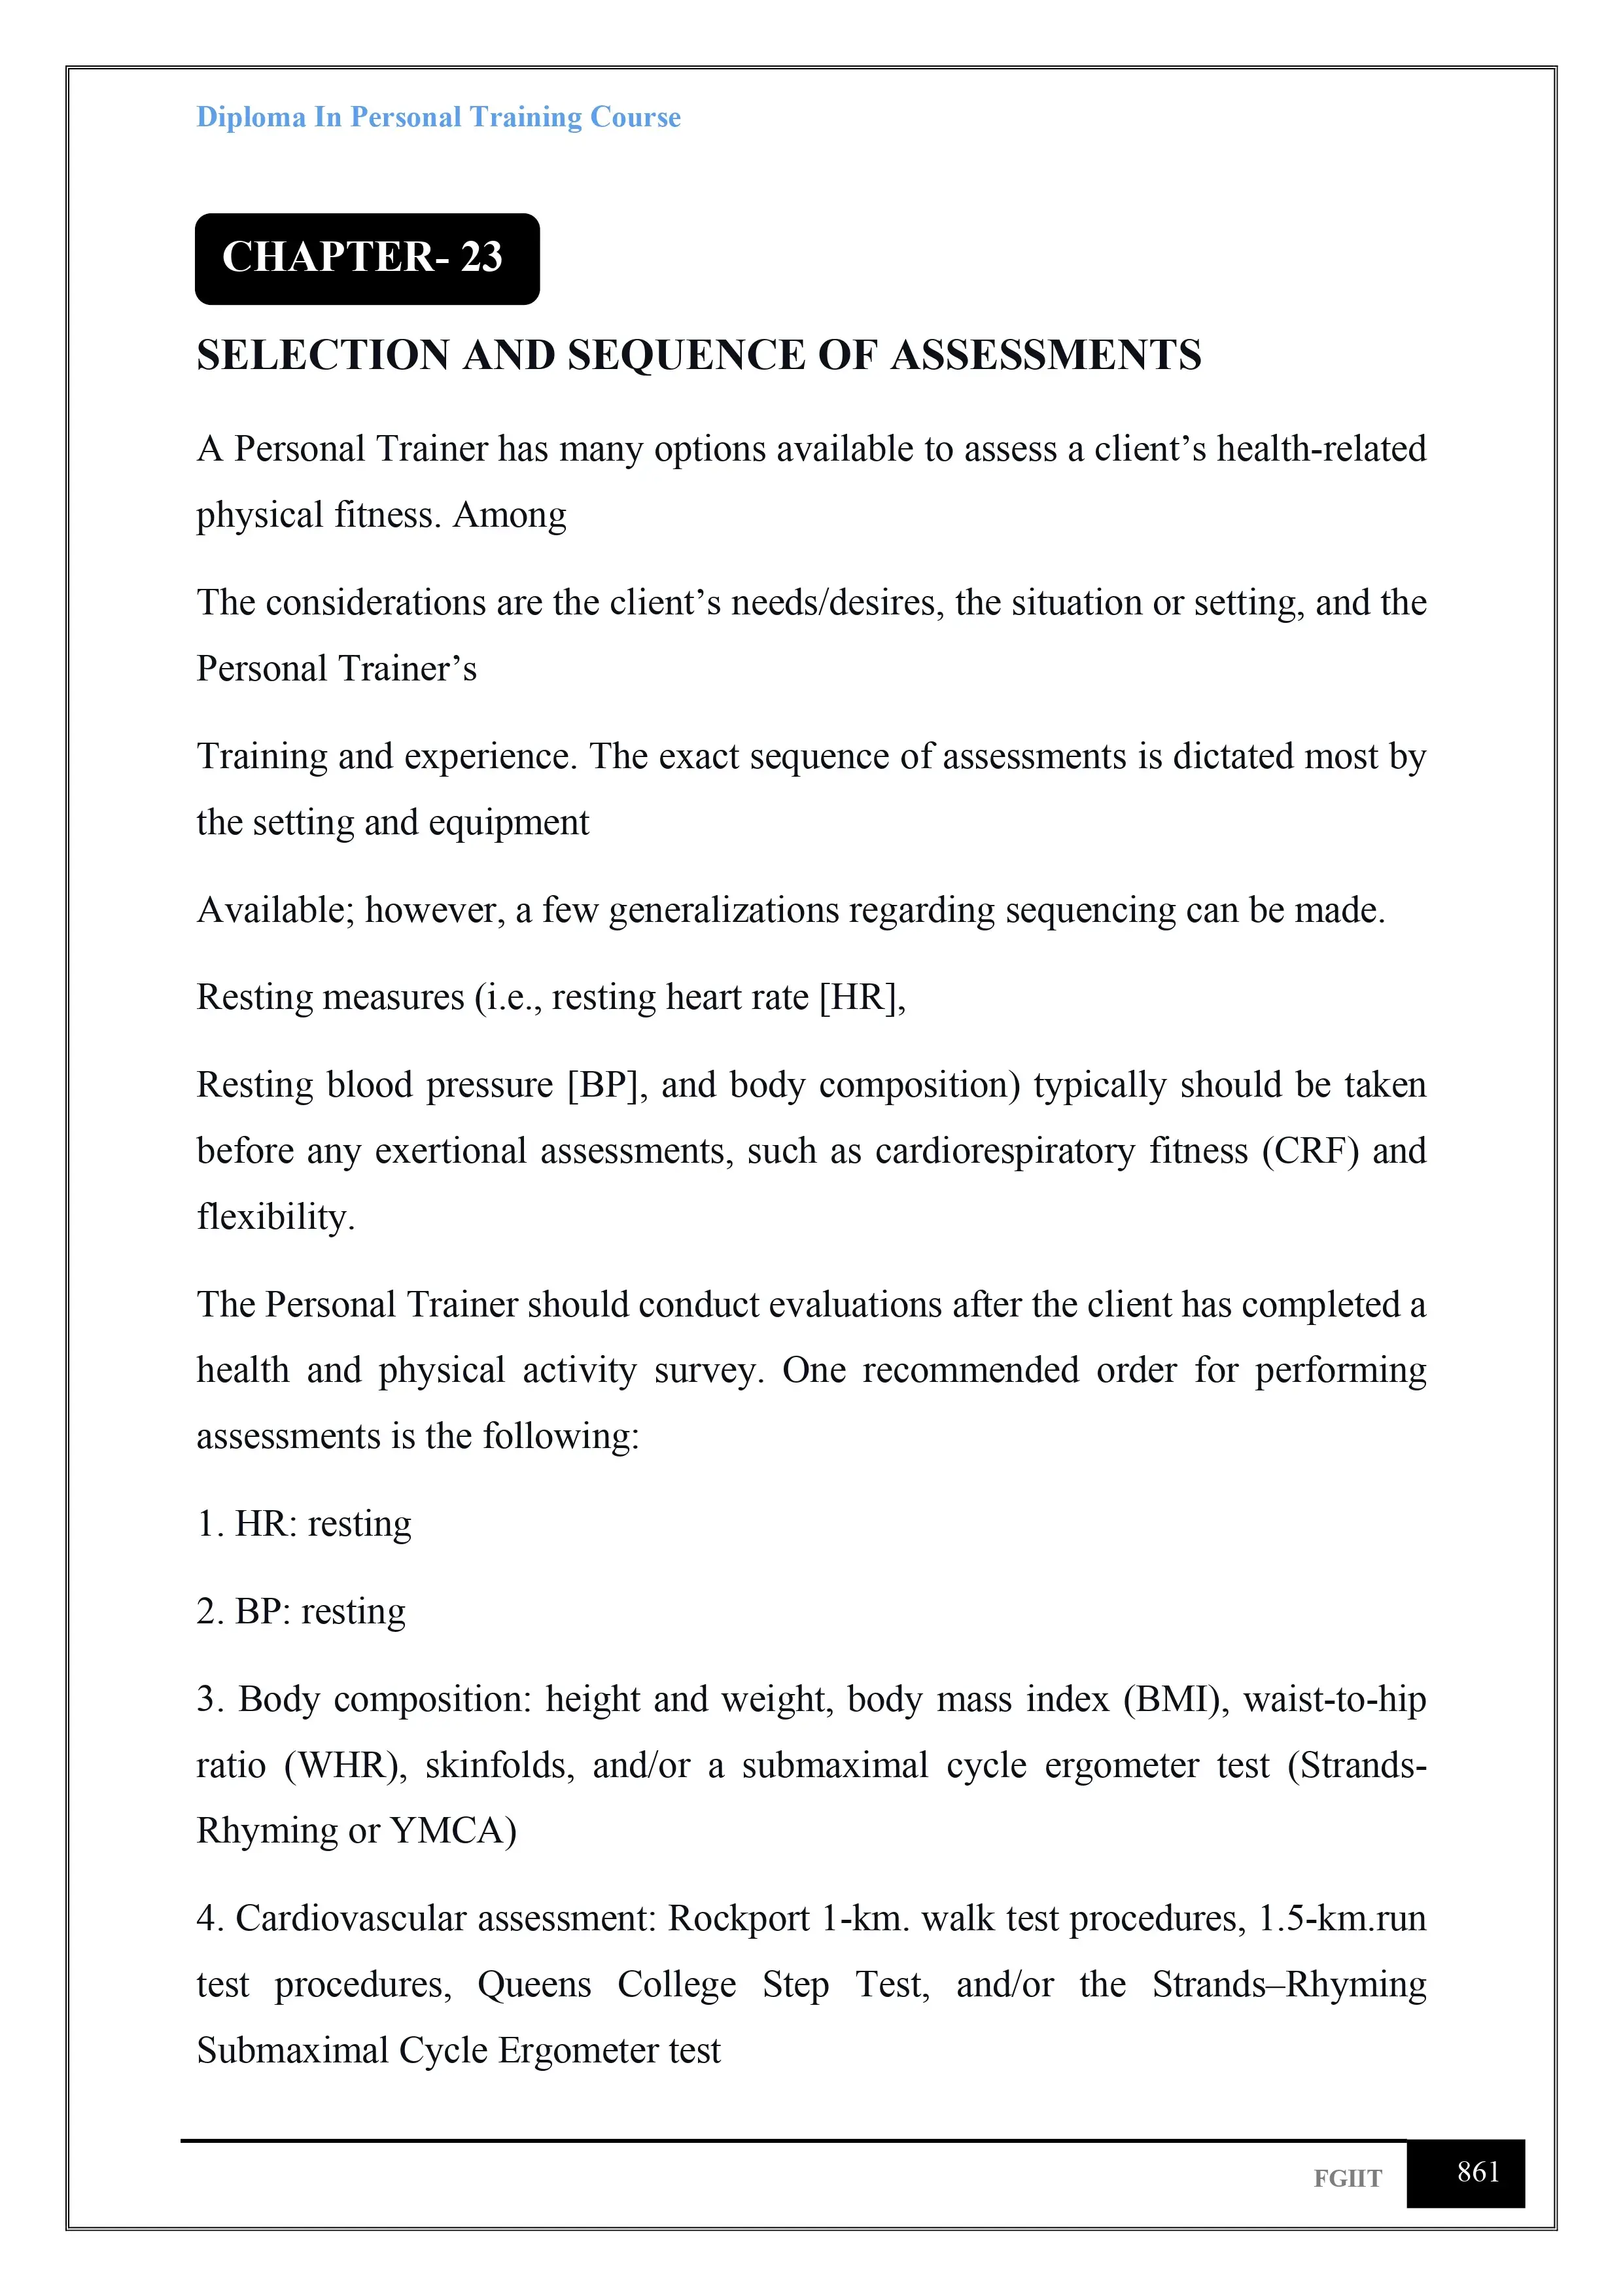 Diploma In Personal Training Course
CHAPTER- 23
SELECTION AND SEQUENCE OF ASSESSMENTS
A Personal Trainer has many options available to assess a client’s health-related
physical fitness. Among
The considerations are the client’s needs/desires, the situation or setting, and the
Personal Trainer’s
Training and experience. The exact sequence of assessments is dictated most by
the setting and equipment
Available; however, a few generalizations regarding sequencing can be made.
Resting measures (i.e., resting heart rate [HR],
Resting blood pressure [BP], and body composition) typically should be taken
before any exertional assessments, such as cardiorespiratory fitness (CRF) and
flexibility.
The Personal Trainer should conduct evaluations after the client has completed a
health and physical activity survey. One recommended order for performing
assessments is the following:
1. HR: resting
2. BP: resting
3. Body composition: height and weight, body mass index (BMI), waist-to-hip
ratio (WHR), skinfolds, and/or a submaximal cycle ergometer test (Strands-
Rhyming or YMCA)
4. Cardiovascular assessment: Rockport 1-km. walk test procedures, 1.5-km.run
test procedures, Queens College Step Test, and/or the Strands–Rhyming
Submaximal Cycle Ergometer test
FGIIT 861